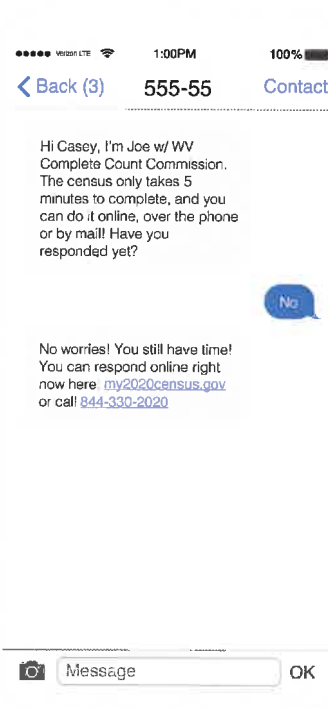 Verizon LTE 1:00PM 100%
Back (3) 555-55 Contact
Hi Casey, I'm Joe w/ WV
Complete Count Commission.
The census only takes 5
minutes to complete, and you
can do it online, over the phone
or by mail! Have you
responded yet?
No
No worries! You still have time!
You can respond online right
now here: my2020census.gov
or call 844-330-2020
Message OK